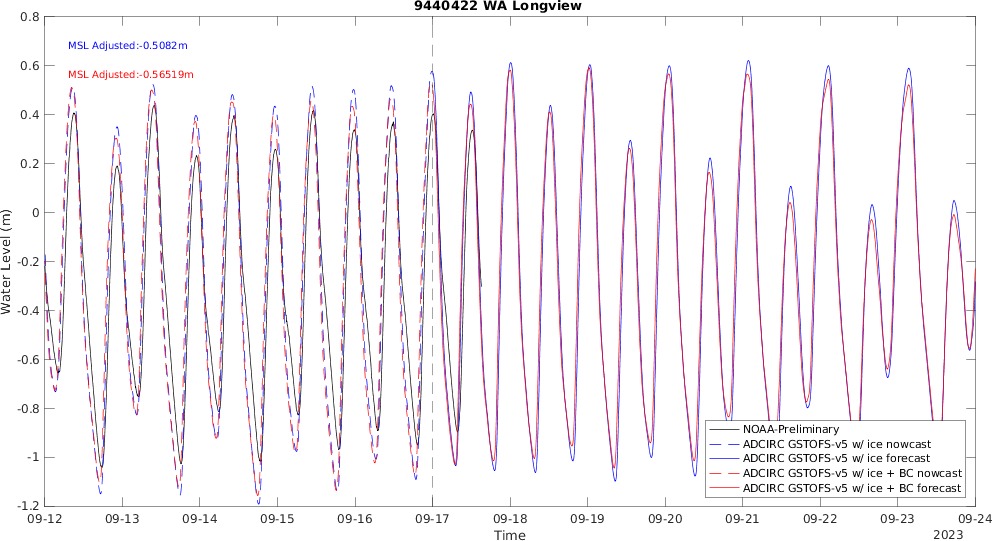 9440422 WA Longview
0.8
0.6
0.4
0.2
0
-0.2
-0.4
-0.6
-0.8
-1
-1.2
Water Level (m)
MSL Adjusted:-0.5082m
MSL Adjusted:-0.56519m
NOAA-Preliminary
ADCIRC GSTOFS-v5 w/ ice nowcast
ADCIRC GSTOFS-v5 w/ ice forecast
ADCIRC GSTOFS-v5 w/ ice + BC nowcast
ADCIRC GSTOFS-v5 w/ ice + BC forecast
09-12 09-13 09-14 09-15 09-16 09-17 09-18 09-19 09-20 09-21 09-22 09-23 09-24
Time
2023